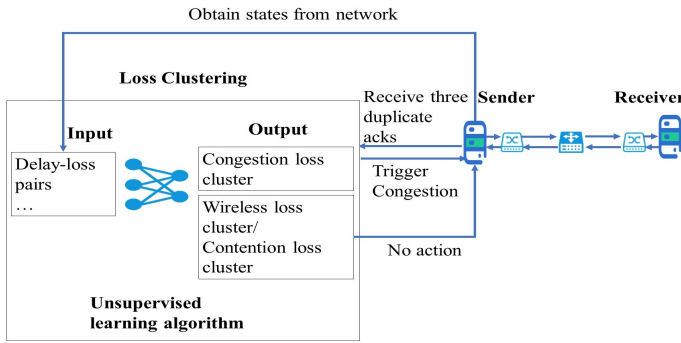 Obtain states from network
Loss Clustering
Receive three
duplicate
acks
Sender
Receiver
Input
Output
Delay-loss
pairs
…
Congestion loss
cluster
Trigger
Congestion
Wireless loss
cluster/
Contention loss
cluster
No action
Unsupervised
learning algorithm